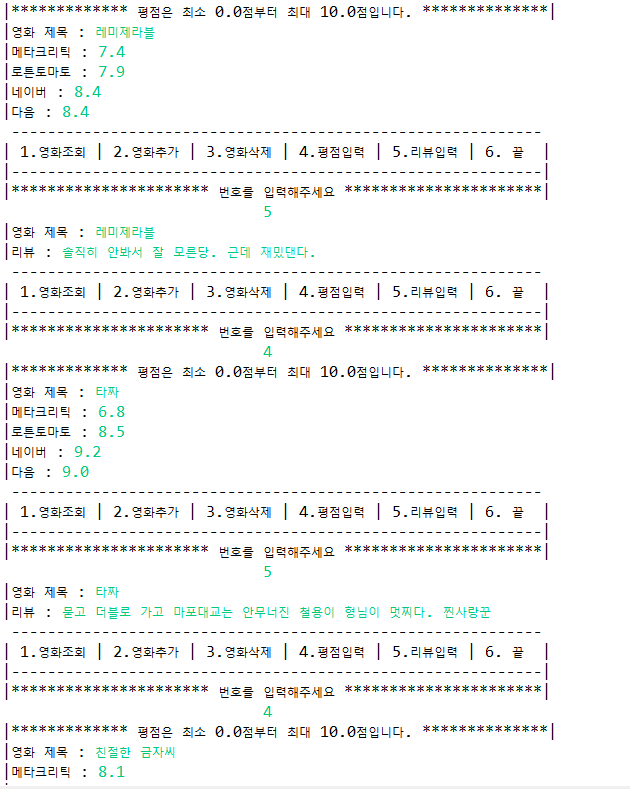 |************* 평점은 최소 0.0점부터 최대 10.0점입니다. **************|
|영화 제목 : 레미제라블
|메타크리틱 : 7.4
|로튼토마토 : 7.9
|네이버 : 8.4
|다음 : 8.4
-----------------------------------------------------------
| 1.영화조회 | 2.영화추가 | 3.영화삭제 | 4.평점입력 | 5.리뷰입력 | 6. 끝 |
|-----------------------------------------------------------|
|********************** 번호를 입력해주세요 **********************|
5
|영화 제목 : 레미제라블
|리뷰 : 솔직히 안봐서 잘 모른당. 근데 재밌댄다.
-----------------------------------------------------------
| 1.영화조회 | 2.영화추가 | 3.영화삭제 | 4.평점입력 | 5.리뷰입력 | 6. 끝 |
|-----------------------------------------------------------|
|********************** 번호를 입력해주세요 **********************|
4
|************* 평점은 최소 0.0점부터 최대 10.0점입니다. **************|
|영화 제목 : 타짜
|메타크리틱 : 6.8
|로튼토마토 : 8.5
|네이버 : 9.2
|다음 : 9.0
-----------------------------------------------------------
| 1.영화조회 | 2.영화추가 | 3.영화삭제 | 4.평점입력 | 5.리뷰입력 | 6. 끝 |
|-----------------------------------------------------------|
|********************** 번호를 입력해주세요 **********************|
5
|영화 제목 : 타짜
|리뷰 : 묻고 더블로 가고 마포대교는 안무너진 철용이 형님이 멋찌다. 찐사랑꾼
-----------------------------------------------------------
| 1.영화조회 | 2.영화추가 | 3.영화삭제 | 4.평점입력 | 5.리뷰입력 | 6. 끝 |
|-----------------------------------------------------------|
|********************** 번호를 입력해주세요 **********************|
4
|************* 평점은 최소 0.0점부터 최대 10.0점입니다. **************|
|영화 제목 : 친절한 금자씨
|메타크리틱 : 8.1